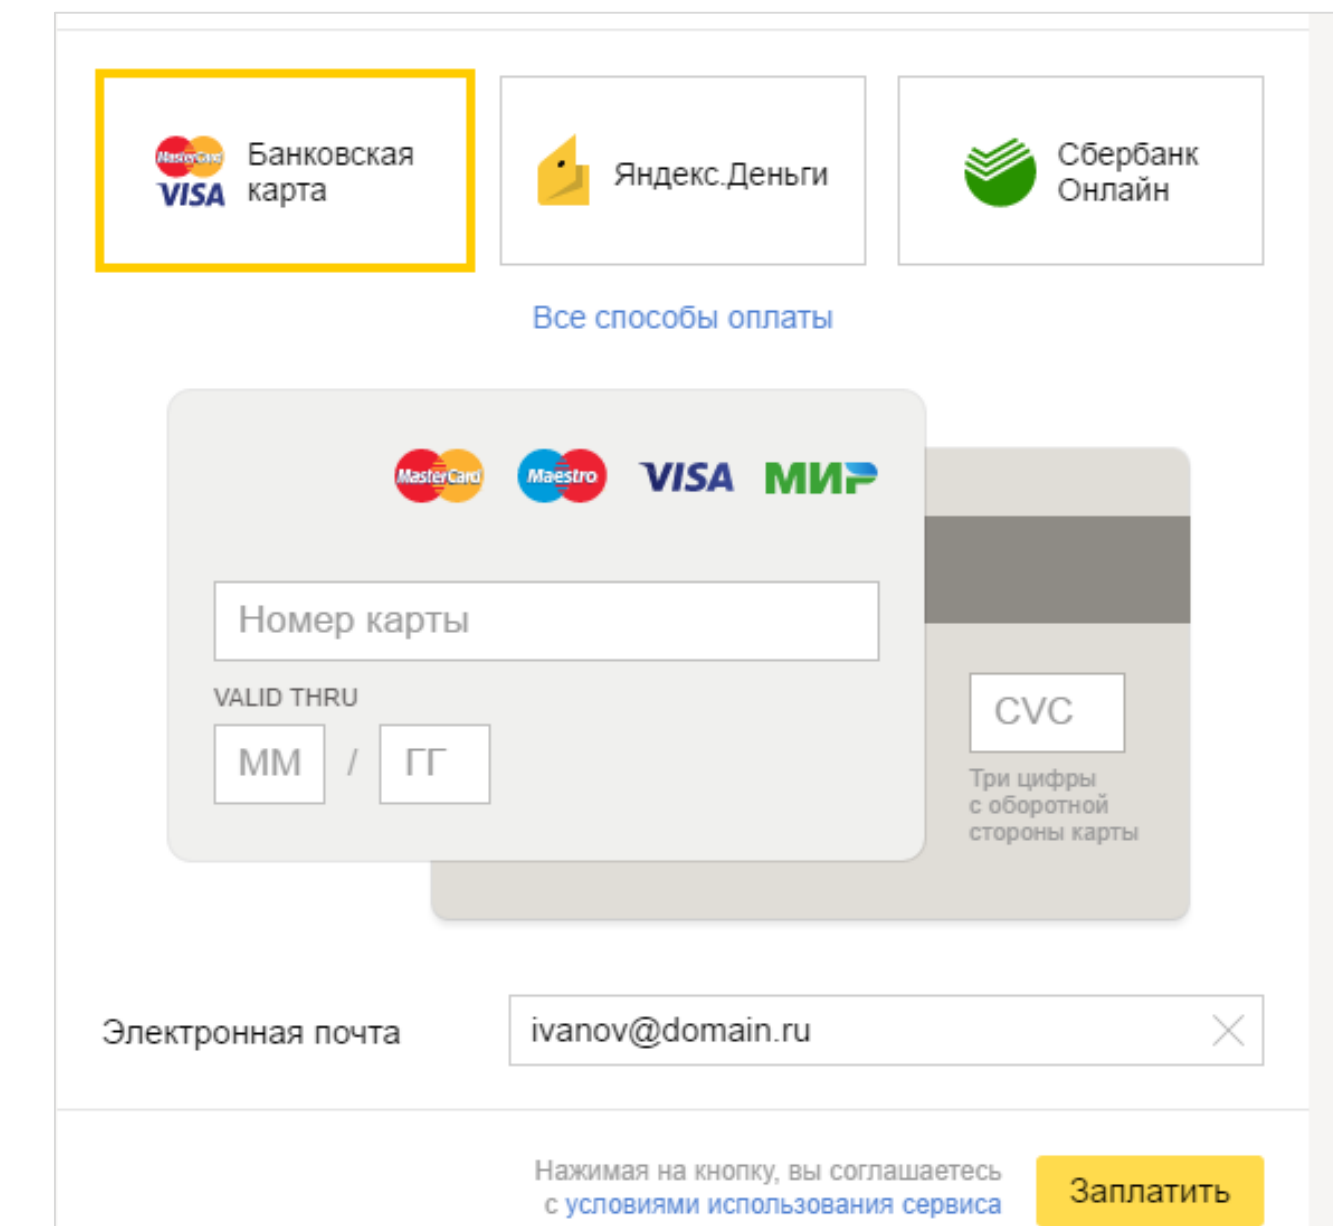 MasterCard
VISA
Банковская
карта
Яндекс.Деньги
Сбербанк
Онлайн
Все способы оплаты
MasterCard Maestro VISA МИР
Номер карты
VALID THRU
ММ / ГГ
CVC
Три цифры
с оборотной
стороны карты
Электронная почта ivanov@domain.ru
Нажимая на кнопку, вы соглашаетесь
с условиями использования сервиса
Заплатить